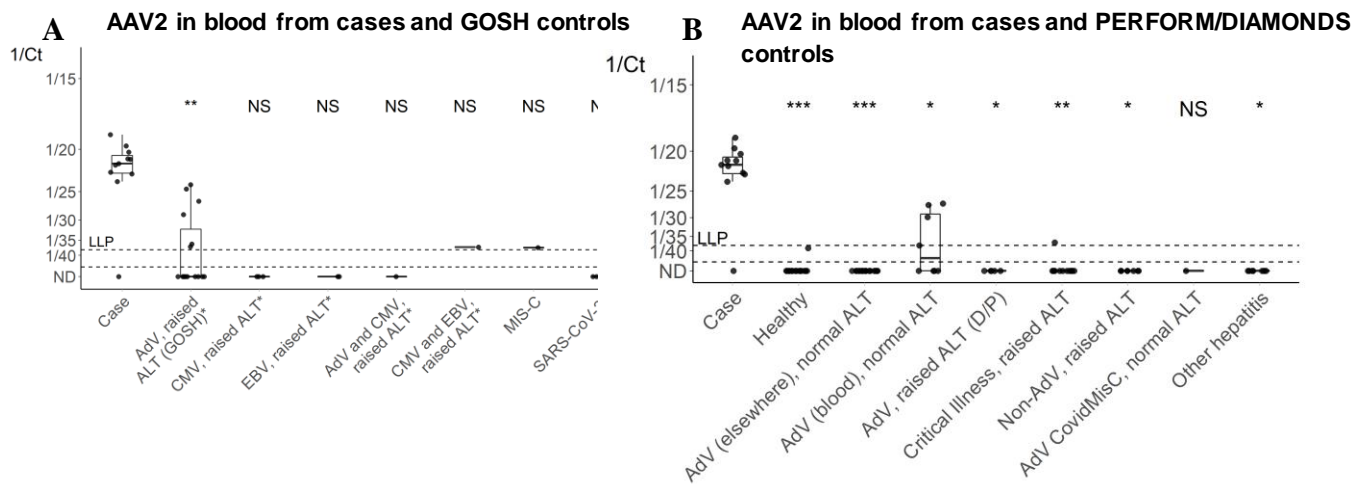 A
AAV2 in blood from cases and GOSH controls
1/Ct
1/15
1/20
1/25
1/30
1/35
1/40
ND
LLP
** NS NS NS NS NS N
Case
AdV, raised
ALT (GOSH)*
CMV, raised ALT*
EBV, raised ALT*
AdV and CMV,
raised ALT*
CMV and EBV,
raised ALT*
MIS-C
SARS-CoV-2
B
AAV2 in blood from cases and PERFORM/DIAMONDS
controls
1/Ct
1/15
1/20
1/25
1/30
1/35
1/40
ND
LLP
*** *** * * ** * NS *
Case
Healthy
AdV (elsewhere), normal ALT
AdV (blood), normal ALT
AdV, raised ALT (D/P)
Critical Illness, raised ALT
Non-AdV, raised ALT
AdV CovidMisC, normal ALT
Other hepatitis